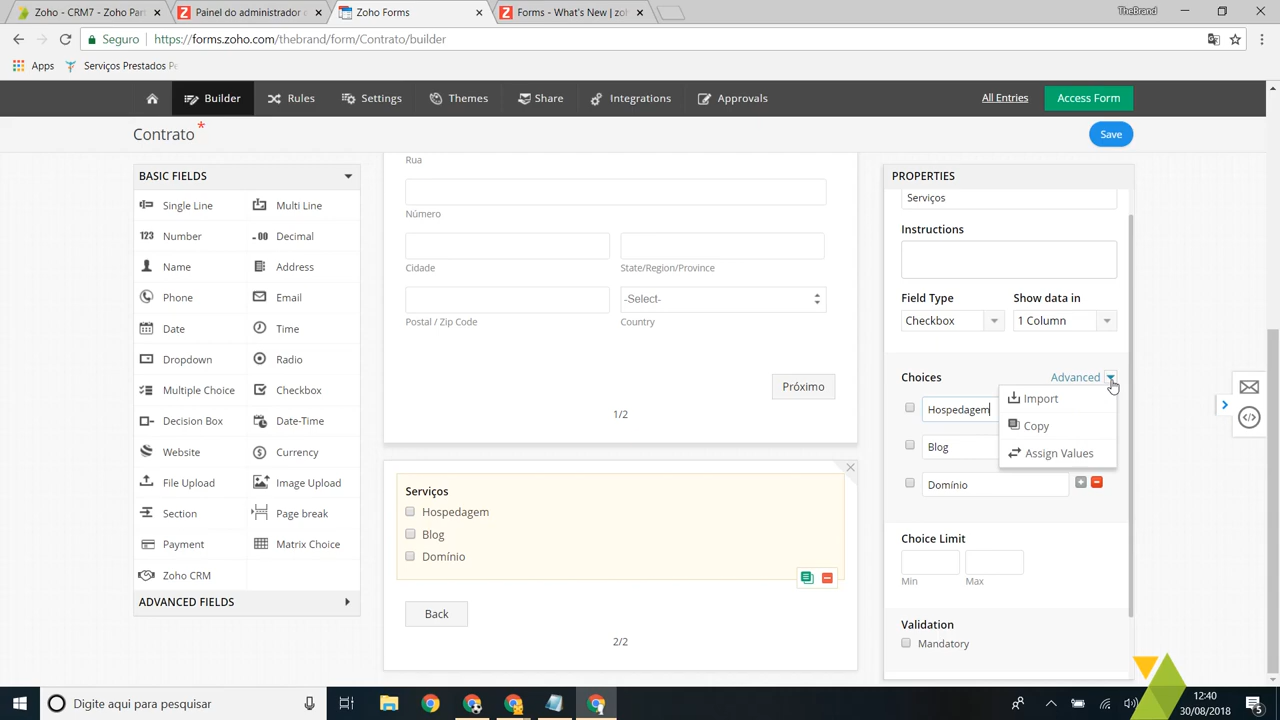 Zoho - CRM7 - Zoho Par
Painel do administrador d
Zoho Forms
Forms - What's New | zoh
TheBrand
Seguro
https://forms.zoho.com/thebrand/form/Contrato/builder
Apps
Serviços Prestados Pe
Builder
Rules
Settings
Themes
Share
Integrations
Approvals
All Entries
Access Form
Contrato *
Save
BASIC FIELDS
Single Line
Multi Line
123 Number
.00 Decimal
Name
Address
Phone
Email
Date
Time
Dropdown
Radio
Multiple Choice
Checkbox
Decision Box
Date-Time
Website
Currency
File Upload
Image Upload
Section
Page break
Payment
Matrix Choice
Zoho CRM
ADVANCED FIELDS
Rua
Número
Cidade
State/Region/Province
-Select-
Postal / Zip Code
Country
Próximo
1/2
Serviços
Hospedagem
Blog
Domínio
Back
2/2
PROPERTIES
Serviços
Instructions
Field Type
Show data in
Checkbox
1 Column
Choices
Advanced
Import
Hospedagem
Copy
Blog
Assign Values
Domínio
Choice Limit
Min
Max
Validation
Mandatory
Digite aqui para pesquisar
12:40
30/08/2018
5